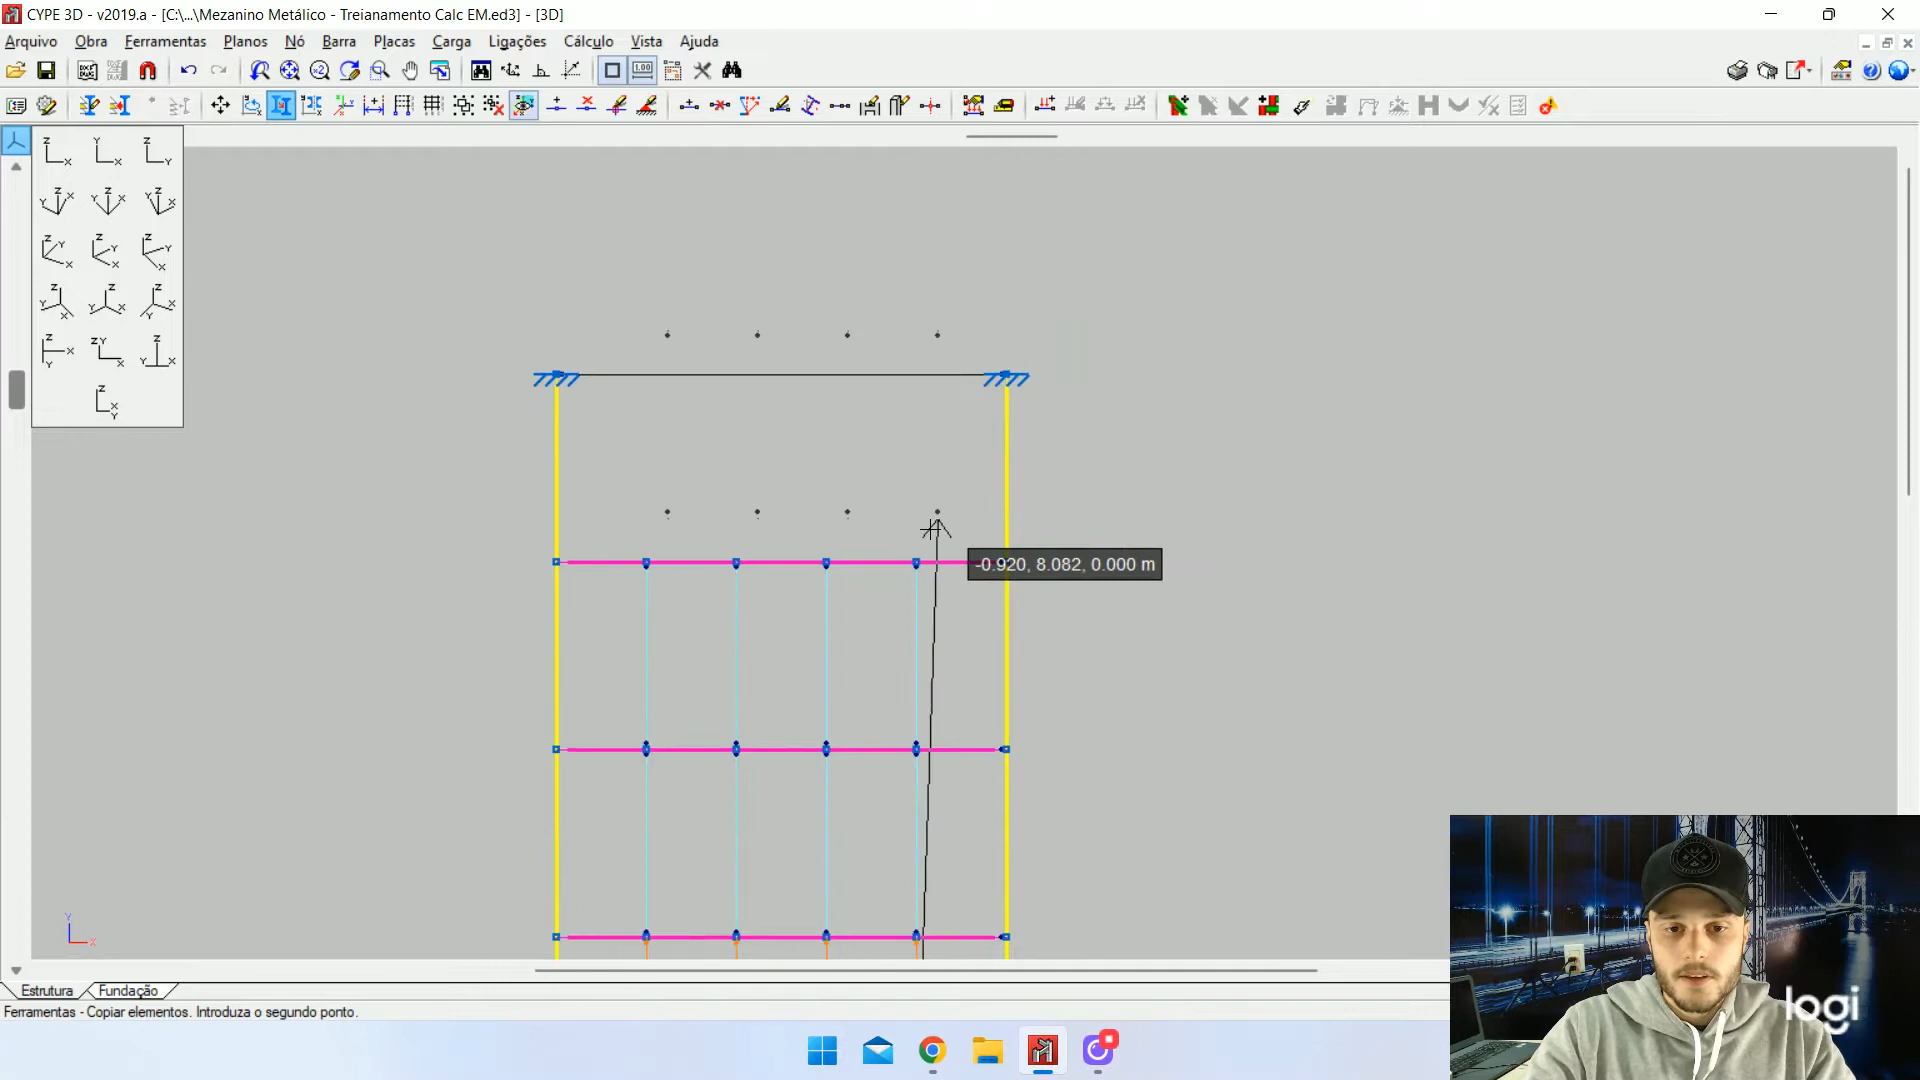 CYPE 3D - v2019.a - [C:\...\Mezanino Metálico - Treianamento Calc EM.ed3] - [3D]
Arquivo Obra Ferramentas Planos Nó Barra Placas Carga Ligações Cálculo Vista Ajuda
-0.920, 8.082, 0.000 m
Estrutura Fundação
Ferramentas - Copiar elementos. Introduza o segundo ponto.
logi